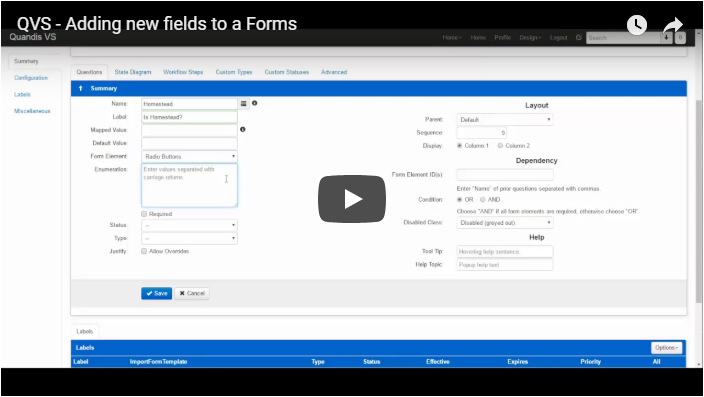 QVS - Adding new fields to a Forms
Quandis VS
Home Home Profile Design Logout Search 0
Summary
Configuration
Labels
Miscellaneous
Questions State Diagram Workflow Steps Custom Types Custom Statuses Advanced
Summary
Name: Homestead
Label: Is Homestead?
Mapped Value:
Default Value:
Form Element: Radio Buttons
Enumeration: Enter values separated with
carriage return.
Required
Status: --
Type: --
Justify: Allow Overrides
Save Cancel
Layout
Parent: Default
Sequence: 0
Display: Column 1 Column 2
Dependency
Form Element ID(s):
Enter "Name" of prior questions separated with commas.
Condition: OR AND
Choose "AND" if all form elements are required, otherwise choose "OR".
Disabled Class: Disabled (greyed out)
Help
Tool Tip: Hovering help sentence.
Help Topic: Popup help text
Labels
Labels Options
Label ImportFormTemplate Type Status Effective Expires Priority All